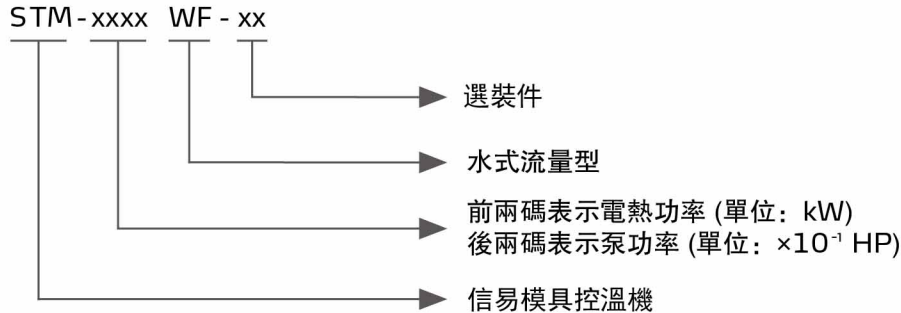 STM-xxxx WF-xx
選裝件
水式流量型
前兩碼表示電熱功率 (單位：kW)
後兩碼表示泵功率 (單位：×10⁻¹ HP)
信易模具控溫機